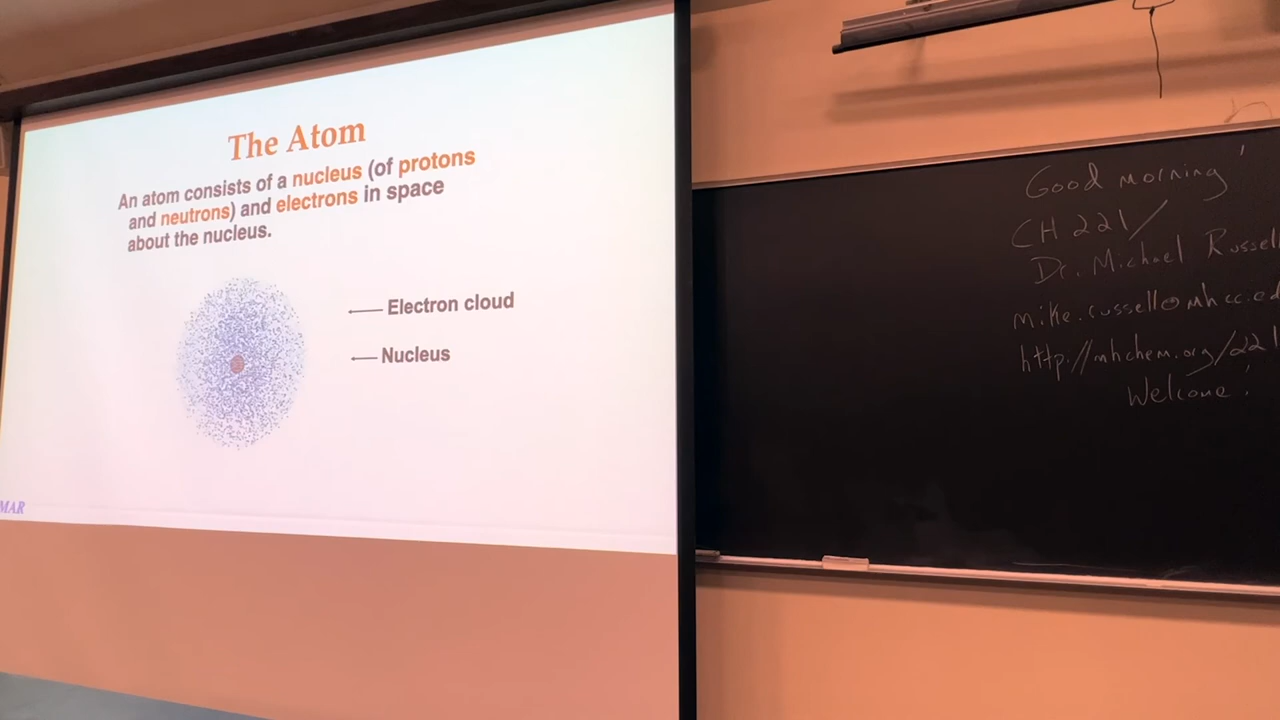 The Atom
An atom consists of a nucleus (of protons
and neutrons) and electrons in space
about the nucleus.
Electron cloud
Nucleus
MAR
Good morning!
CH 221
Dr. Michael Russell
mike.russell@mhcc.ed
http://mhchem.org/221
Welcome!